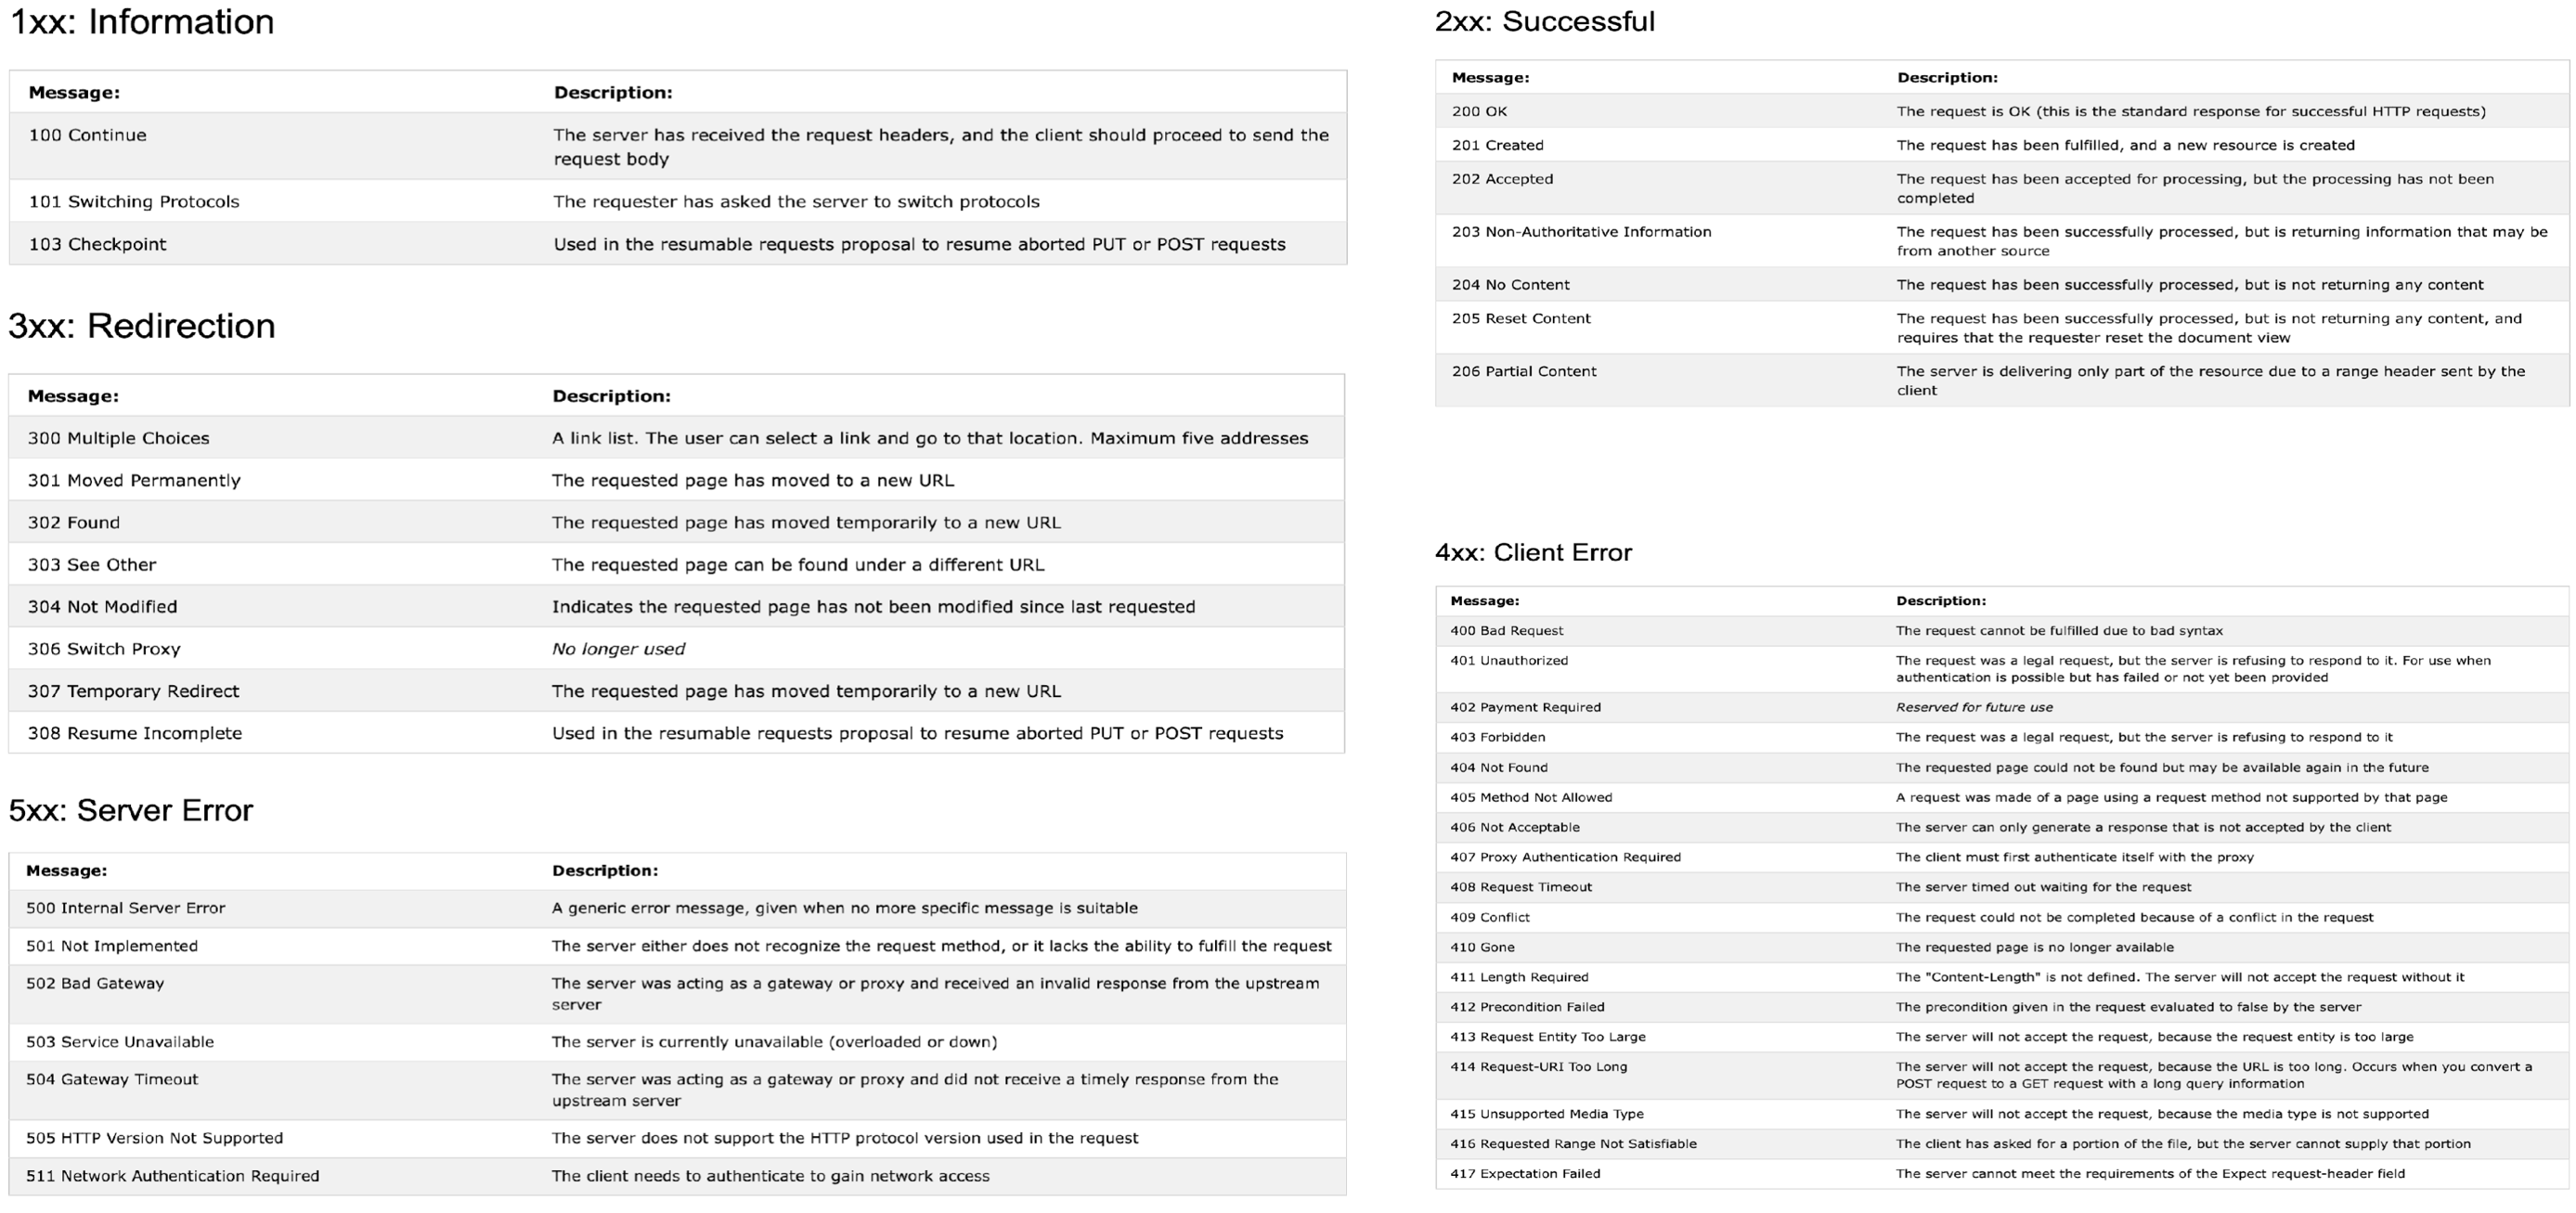 1xx: Information
Message: Description:
100 Continue The server has received the request headers, and the client should proceed to send the
request body
101 Switching Protocols The requester has asked the server to switch protocols
103 Checkpoint Used in the resumable requests proposal to resume aborted PUT or POST requests
2xx: Successful
Message: Description:
200 OK The request is OK (this is the standard response for successful HTTP requests)
201 Created The request has been fulfilled, and a new resource is created
202 Accepted The request has been accepted for processing, but the processing has not been
completed
203 Non-Authoritative Information The request has been successfully processed, but is returning information that may be
from another source
204 No Content The request has been successfully processed, but is not returning any content
205 Reset Content The request has been successfully processed, but is not returning any content, and
requires that the requester reset the document view
206 Partial Content The server is delivering only part of the resource due to a range header sent by the
client
3xx: Redirection
Message: Description:
300 Multiple Choices A link list. The user can select a link and go to that location. Maximum five addresses
301 Moved Permanently The requested page has moved to a new URL
302 Found The requested page has moved temporarily to a new URL
303 See Other The requested page can be found under a different URL
304 Not Modified Indicates the requested page has not been modified since last requested
306 Switch Proxy No longer used
307 Temporary Redirect The requested page has moved temporarily to a new URL
308 Resume Incomplete Used in the resumable requests proposal to resume aborted PUT or POST requests
4xx: Client Error
Message: Description:
400 Bad Request The request cannot be fulfilled due to bad syntax
401 Unauthorized The request was a legal request, but the server is refusing to respond to it. For use when
authentication is possible but has failed or not yet been provided
402 Payment Required Reserved for future use
403 Forbidden The request was a legal request, but the server is refusing to respond to it
404 Not Found The requested page could not be found but may be available again in the future
405 Method Not Allowed A request was made of a page using a request method not supported by that page
406 Not Acceptable The server can only generate a response that is not accepted by the client
407 Proxy Authentication Required The client must first authenticate itself with the proxy
408 Request Timeout The server timed out waiting for the request
409 Conflict The request could not be completed because of a conflict in the request
410 Gone The requested page is no longer available
411 Length Required The "Content-Length" is not defined. The server will not accept the request without it
412 Precondition Failed The precondition given in the request evaluated to false by the server
413 Request Entity Too Large The server will not accept the request, because the request entity is too large
414 Request-URI Too Long The server will not accept the request, because the URL is too long. Occurs when you convert a
POST request to a GET request with a long query information
415 Unsupported Media Type The server will not accept the request, because the media type is not supported
416 Requested Range Not Satisfiable The client has asked for a portion of the file, but the server cannot supply that portion
417 Expectation Failed The server cannot meet the requirements of the Expect request-header field
5xx: Server Error
Message: Description:
500 Internal Server Error A generic error message, given when no more specific message is suitable
501 Not Implemented The server either does not recognize the request method, or it lacks the ability to fulfill the request
502 Bad Gateway The server was acting as a gateway or proxy and received an invalid response from the upstream
server
503 Service Unavailable The server is currently unavailable (overloaded or down)
504 Gateway Timeout The server was acting as a gateway or proxy and did not receive a timely response from the
upstream server
505 HTTP Version Not Supported The server does not support the HTTP protocol version used in the request
511 Network Authentication Required The client needs to authenticate to gain network access